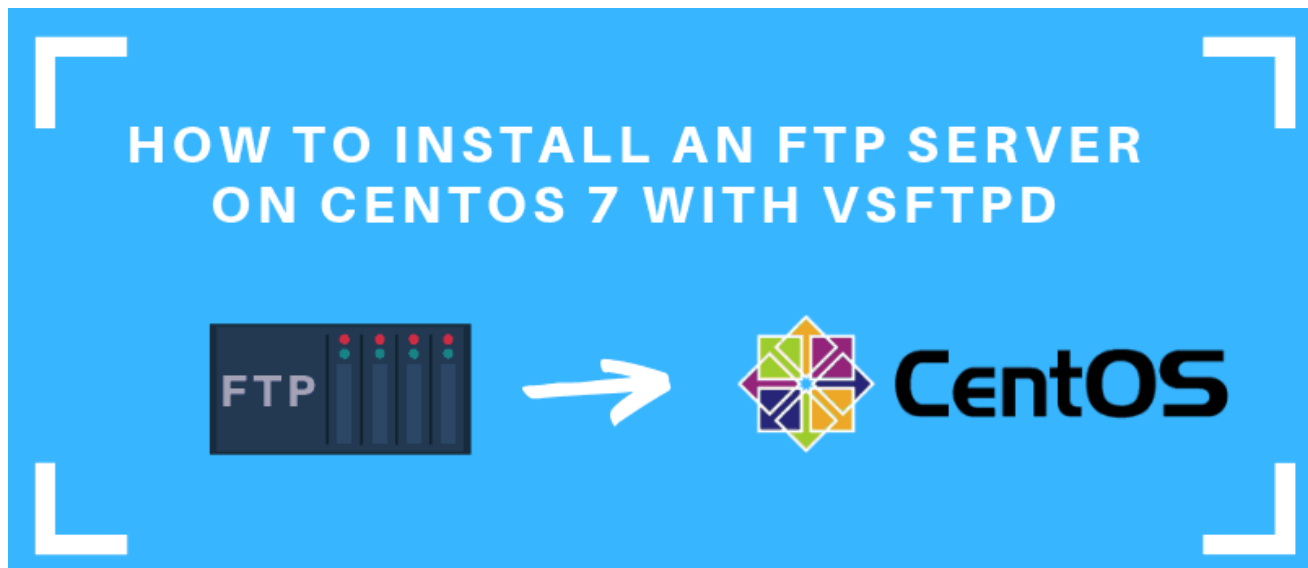 HOW TO INSTALL AN FTP SERVER
ON CENTOS 7 WITH VSFTPD
FTP
CentOS